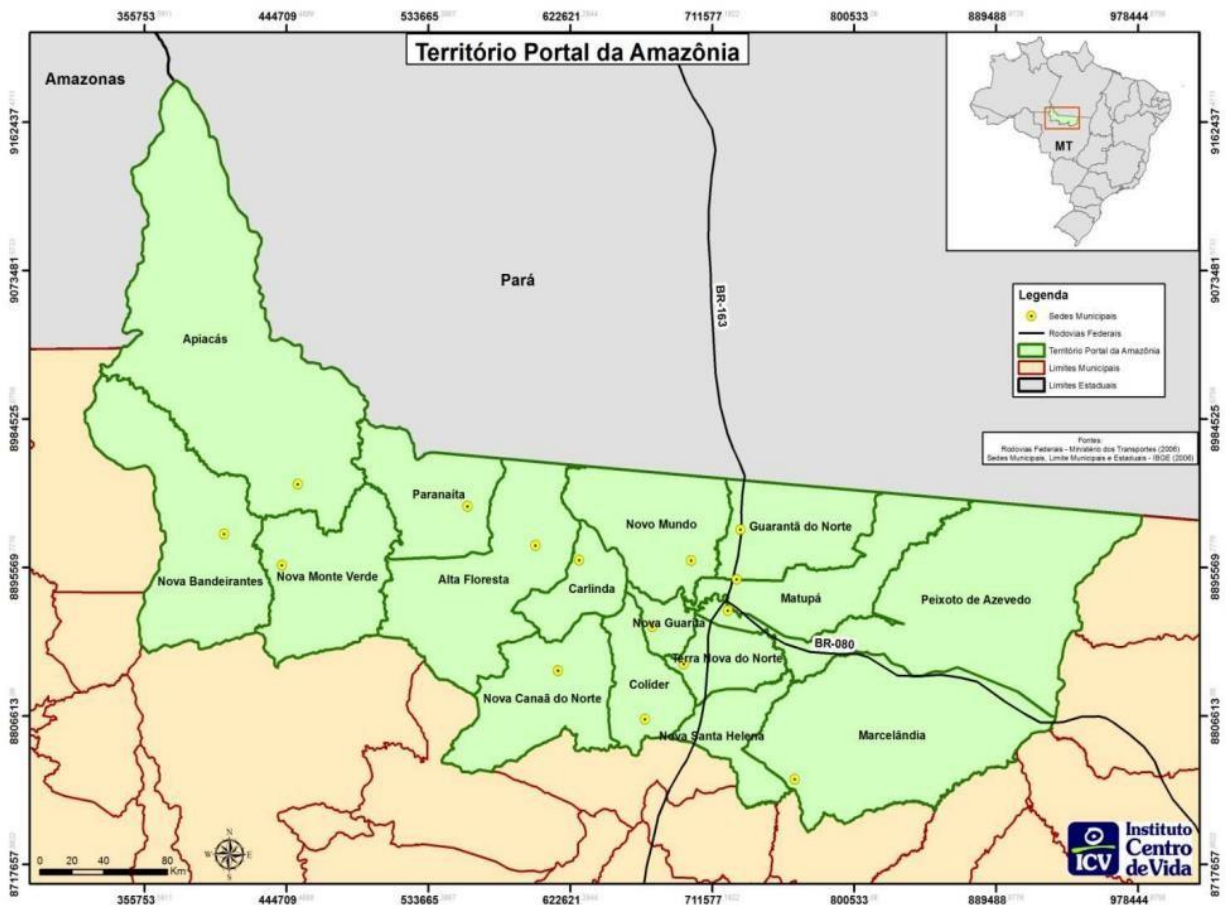 355753
444709
533665
622621
711577
800533
889488
978444
Território Portal da Amazônia
Amazonas
MT
9162437
9162437
Pará
9073481
9073481
BR-163
Legenda
Sedes Municipais
Rodovias Federais
Território Portal da Amazônia
Limites Municipais
Limites Estaduais
Apiacás
8984525
8984525
Fontes:
Rodovias Federais - Ministério dos Transportes (2006)
Sedes Municipais, Limite Municipais e Estaduais - IBGE (2006)
Paranaíta
Novo Mundo
Guarantã do Norte
8895569
8895569
Nova Bandeirantes
Nova Monte Verde
Alta Floresta
Carlinda
Matupá
Peixoto de Azevedo
Nova Guarita
BR-080
Terra Nova do Norte
Nova Canaã do Norte
Colíder
8806613
8806613
Nova Santa Helena
Marcelândia
N
W
E
S
0 20 40 80
Km
ICV
Instituto
Centro
de Vida
8717657
8717657
355753
444709
533665
622621
711577
800533
889488
978444